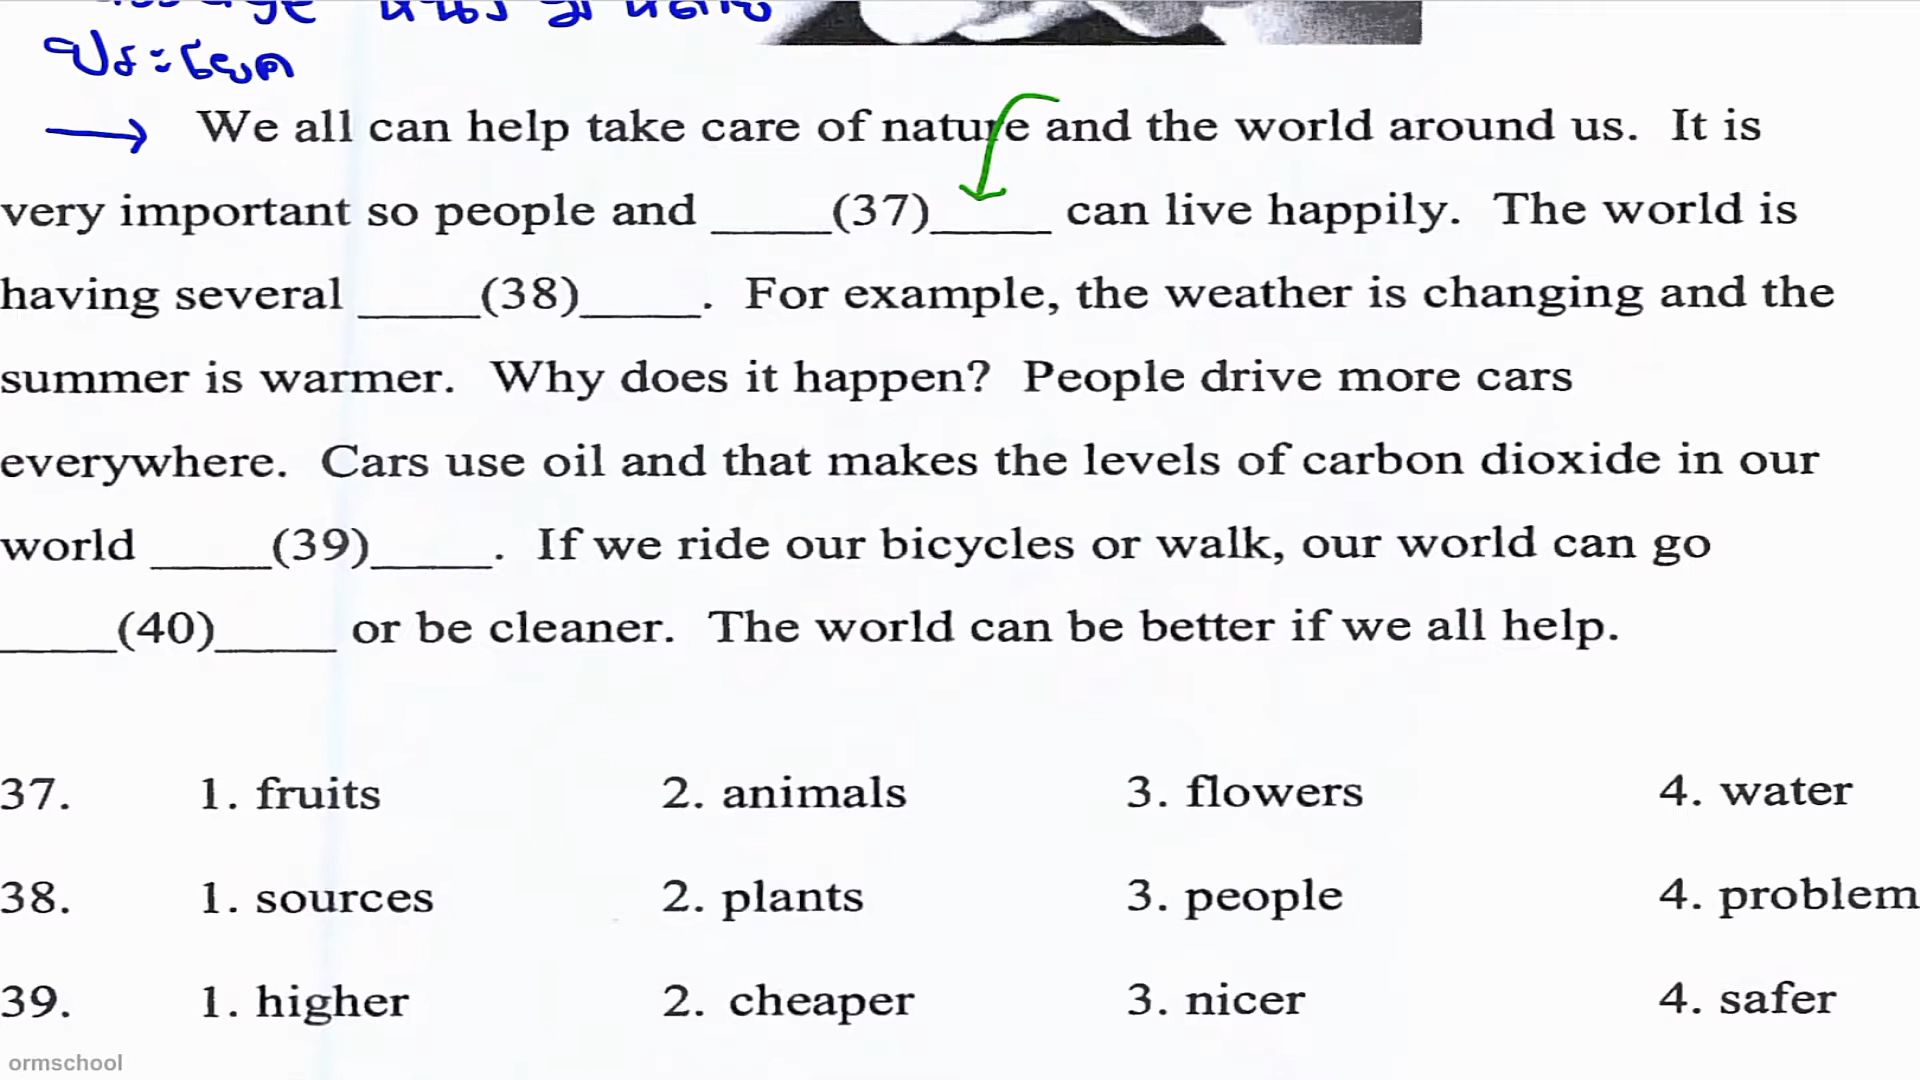 ประโยค
We all can help take care of nature and the world around us. It is
very important so people and _____(37)_____ can live happily. The world is
having several _____(38)_____. For example, the weather is changing and the
summer is warmer. Why does it happen? People drive more cars
everywhere. Cars use oil and that makes the levels of carbon dioxide in our
world _____(39)_____. If we ride our bicycles or walk, our world can go
_____(40)_____ or be cleaner. The world can be better if we all help.
37. 1. fruits 2. animals 3. flowers 4. water
38. 1. sources 2. plants 3. people 4. problem
39. 1. higher 2. cheaper 3. nicer 4. safer
ormschool